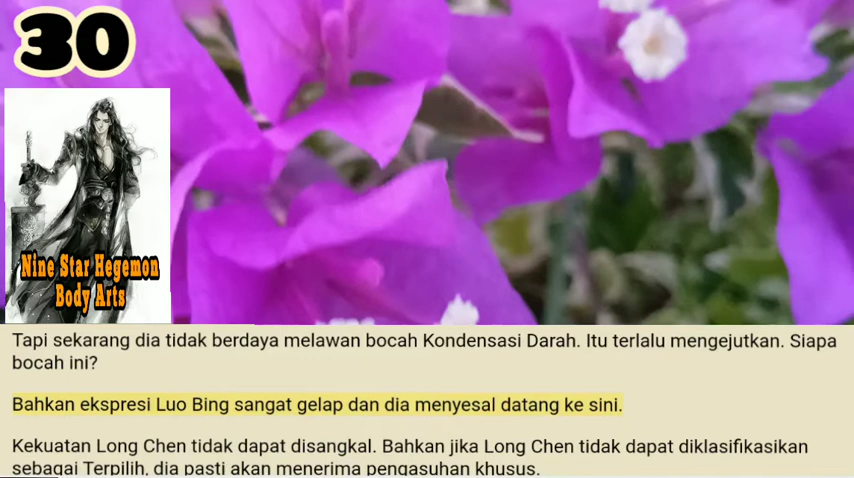 30
Nine Star Hegemon
Body Arts
Tapi sekarang dia tidak berdaya melawan bocah Kondensasi Darah. Itu terlalu mengejutkan. Siapa
bocah ini?
Bahkan ekspresi Luo Bing sangat gelap dan dia menyesal datang ke sini.
Kekuatan Long Chen tidak dapat disangkal. Bahkan jika Long Chen tidak dapat diklasifikasikan
sebagai Terpilih, dia pasti akan menerima pengasuhan khusus.